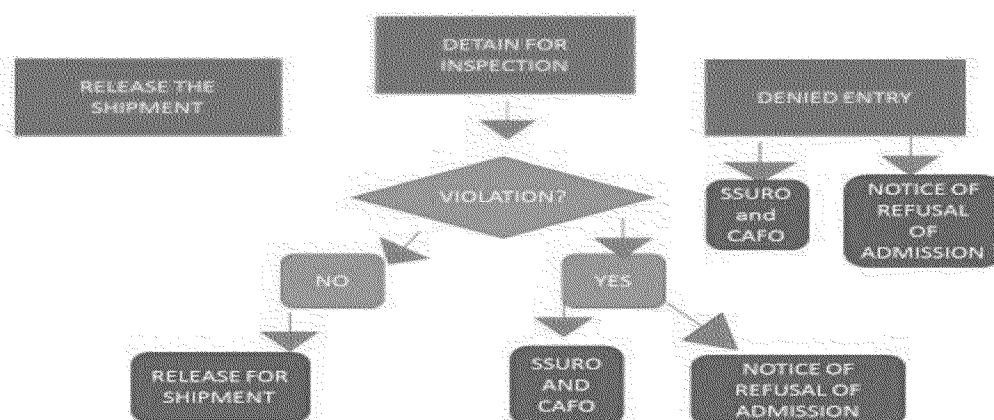 DETAIN FOR
INSPECTION
RELEASE THE
SHIPMENT
DENIED ENTRY
VIOLATION?
SSURO
and
CAFO
NOTICE OF
REFUSAL
OF
ADMISSION
NO
YES
RELEASE FOR
SHIPMENT
SSURO
AND
CAFO
NOTICE OF
REFUSAL OF
ADMISSION